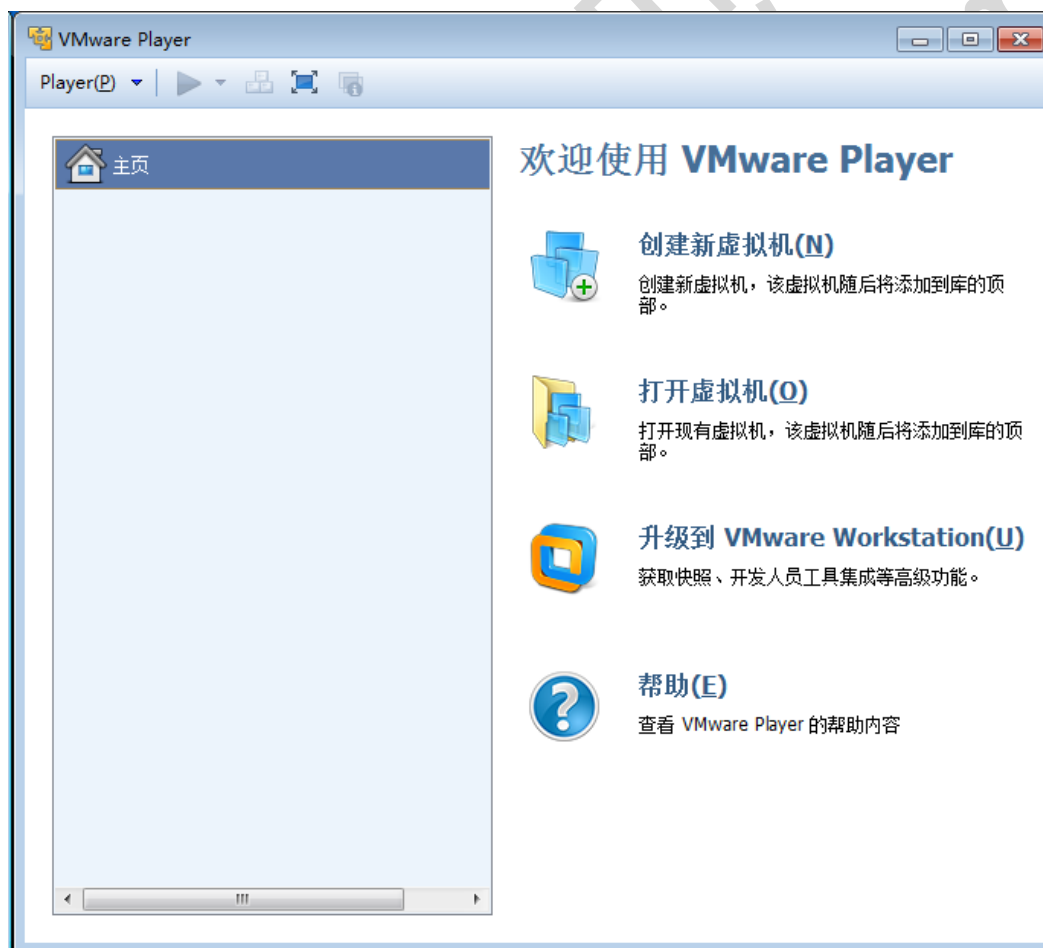 VMware Player
Player(P)
主页
欢迎使用 VMware Player
创建新虚拟机(N)
创建新虚拟机，该虚拟机随后将添加到库的顶
部。
打开虚拟机(O)
打开现有虚拟机，该虚拟机随后将添加到库的顶
部。
升级到 VMware Workstation(U)
获取快照、开发人员工具集成等高级功能。
帮助(E)
查看 VMware Player 的帮助内容